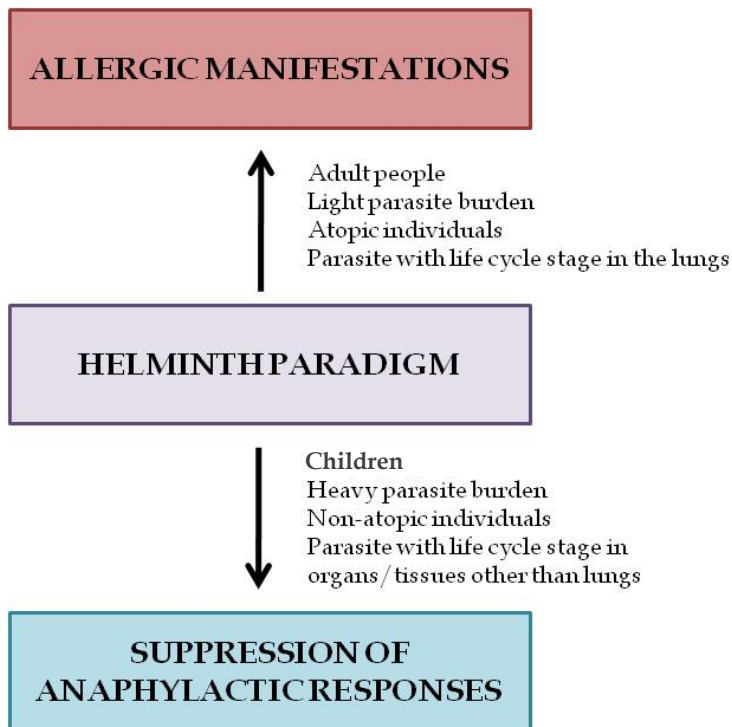 ALLERGIC MANIFESTATIONS
Adult people
Light parasite burden
Atopic individuals
Parasite with life cycle stage in the lungs
HELMINTH PARADIGM
Children
Heavy parasite burden
Non-atopic individuals
Parasite with life cycle stage in
organs/tissues other than lungs
SUPPRESSION OF
ANAPHYLACTIC RESPONSES